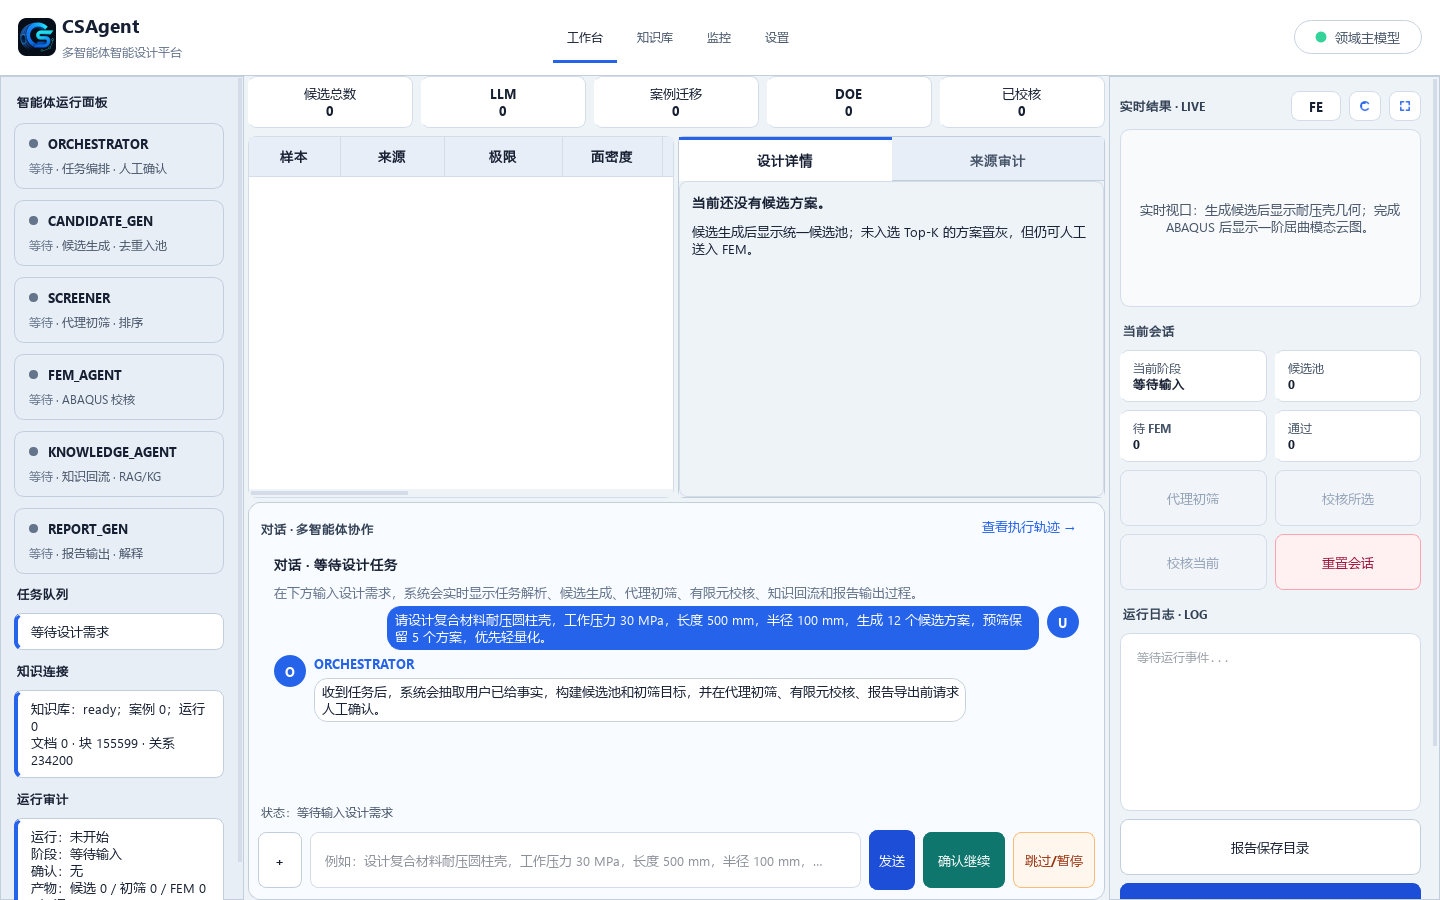 CSAgent
多智能体智能设计平台
工作台
知识库
监控
设置
领域主模型
智能体运行面板
ORCHESTRATOR
等待 · 任务编排 · 人工确认
CANDIDATE_GEN
等待 · 候选生成 · 去重入池
SCREENER
等待 · 代理初筛 · 排序
FEM_AGENT
等待 · ABAQUS 校核
KNOWLEDGE_AGENT
等待 · 知识回流 · RAG/KG
REPORT_GEN
等待 · 报告输出 · 解释
任务队列
等待设计需求
知识连接
知识库：ready；案例 0；运行
0
文档 0 · 块 155599 · 关系
234200
运行审计
运行：未开始
阶段：等待输入
确认：无
产物：候选 0 / 初筛 0 / FEM 0
候选总数
0
LLM
0
案例迁移
0
DOE
0
已校核
0
样本
来源
极限
面密度
设计详情
来源审计
当前还没有候选方案。
候选生成后显示统一候选池；未入选 Top-K 的方案置灰，但仍可人工
送入 FEM。
对话 · 多智能体协作
查看执行轨迹 →
对话 · 等待设计任务
在下方输入设计需求，系统会实时显示任务解析、候选生成、代理初筛、有限元校核、知识回流和报告输出过程。
请设计复合材料耐压圆柱壳，工作压力 30 MPa，长度 500 mm，半径 100 mm，生成 12 个候选方案，预筛保
留 5 个方案，优先轻量化。
U
O
ORCHESTRATOR
收到任务后，系统会抽取用户已给事实，构建候选池和初筛目标，并在代理初筛、有限元校核、报告导出前请求
人工确认。
状态：等待输入设计需求
+
例如：设计复合材料耐压圆柱壳，工作压力 30 MPa，长度 500 mm，半径 100 mm，...
发送
确认继续
跳过/暂停
实时结果 · LIVE
FE
实时视口：生成候选后显示耐压壳几何；完成
ABAQUS 后显示一阶屈曲模态云图。
当前会话
当前阶段
等待输入
候选池
0
待 FEM
0
通过
0
代理初筛
校核所选
校核当前
重置会话
运行日志 · LOG
等待运行事件...
报告保存目录